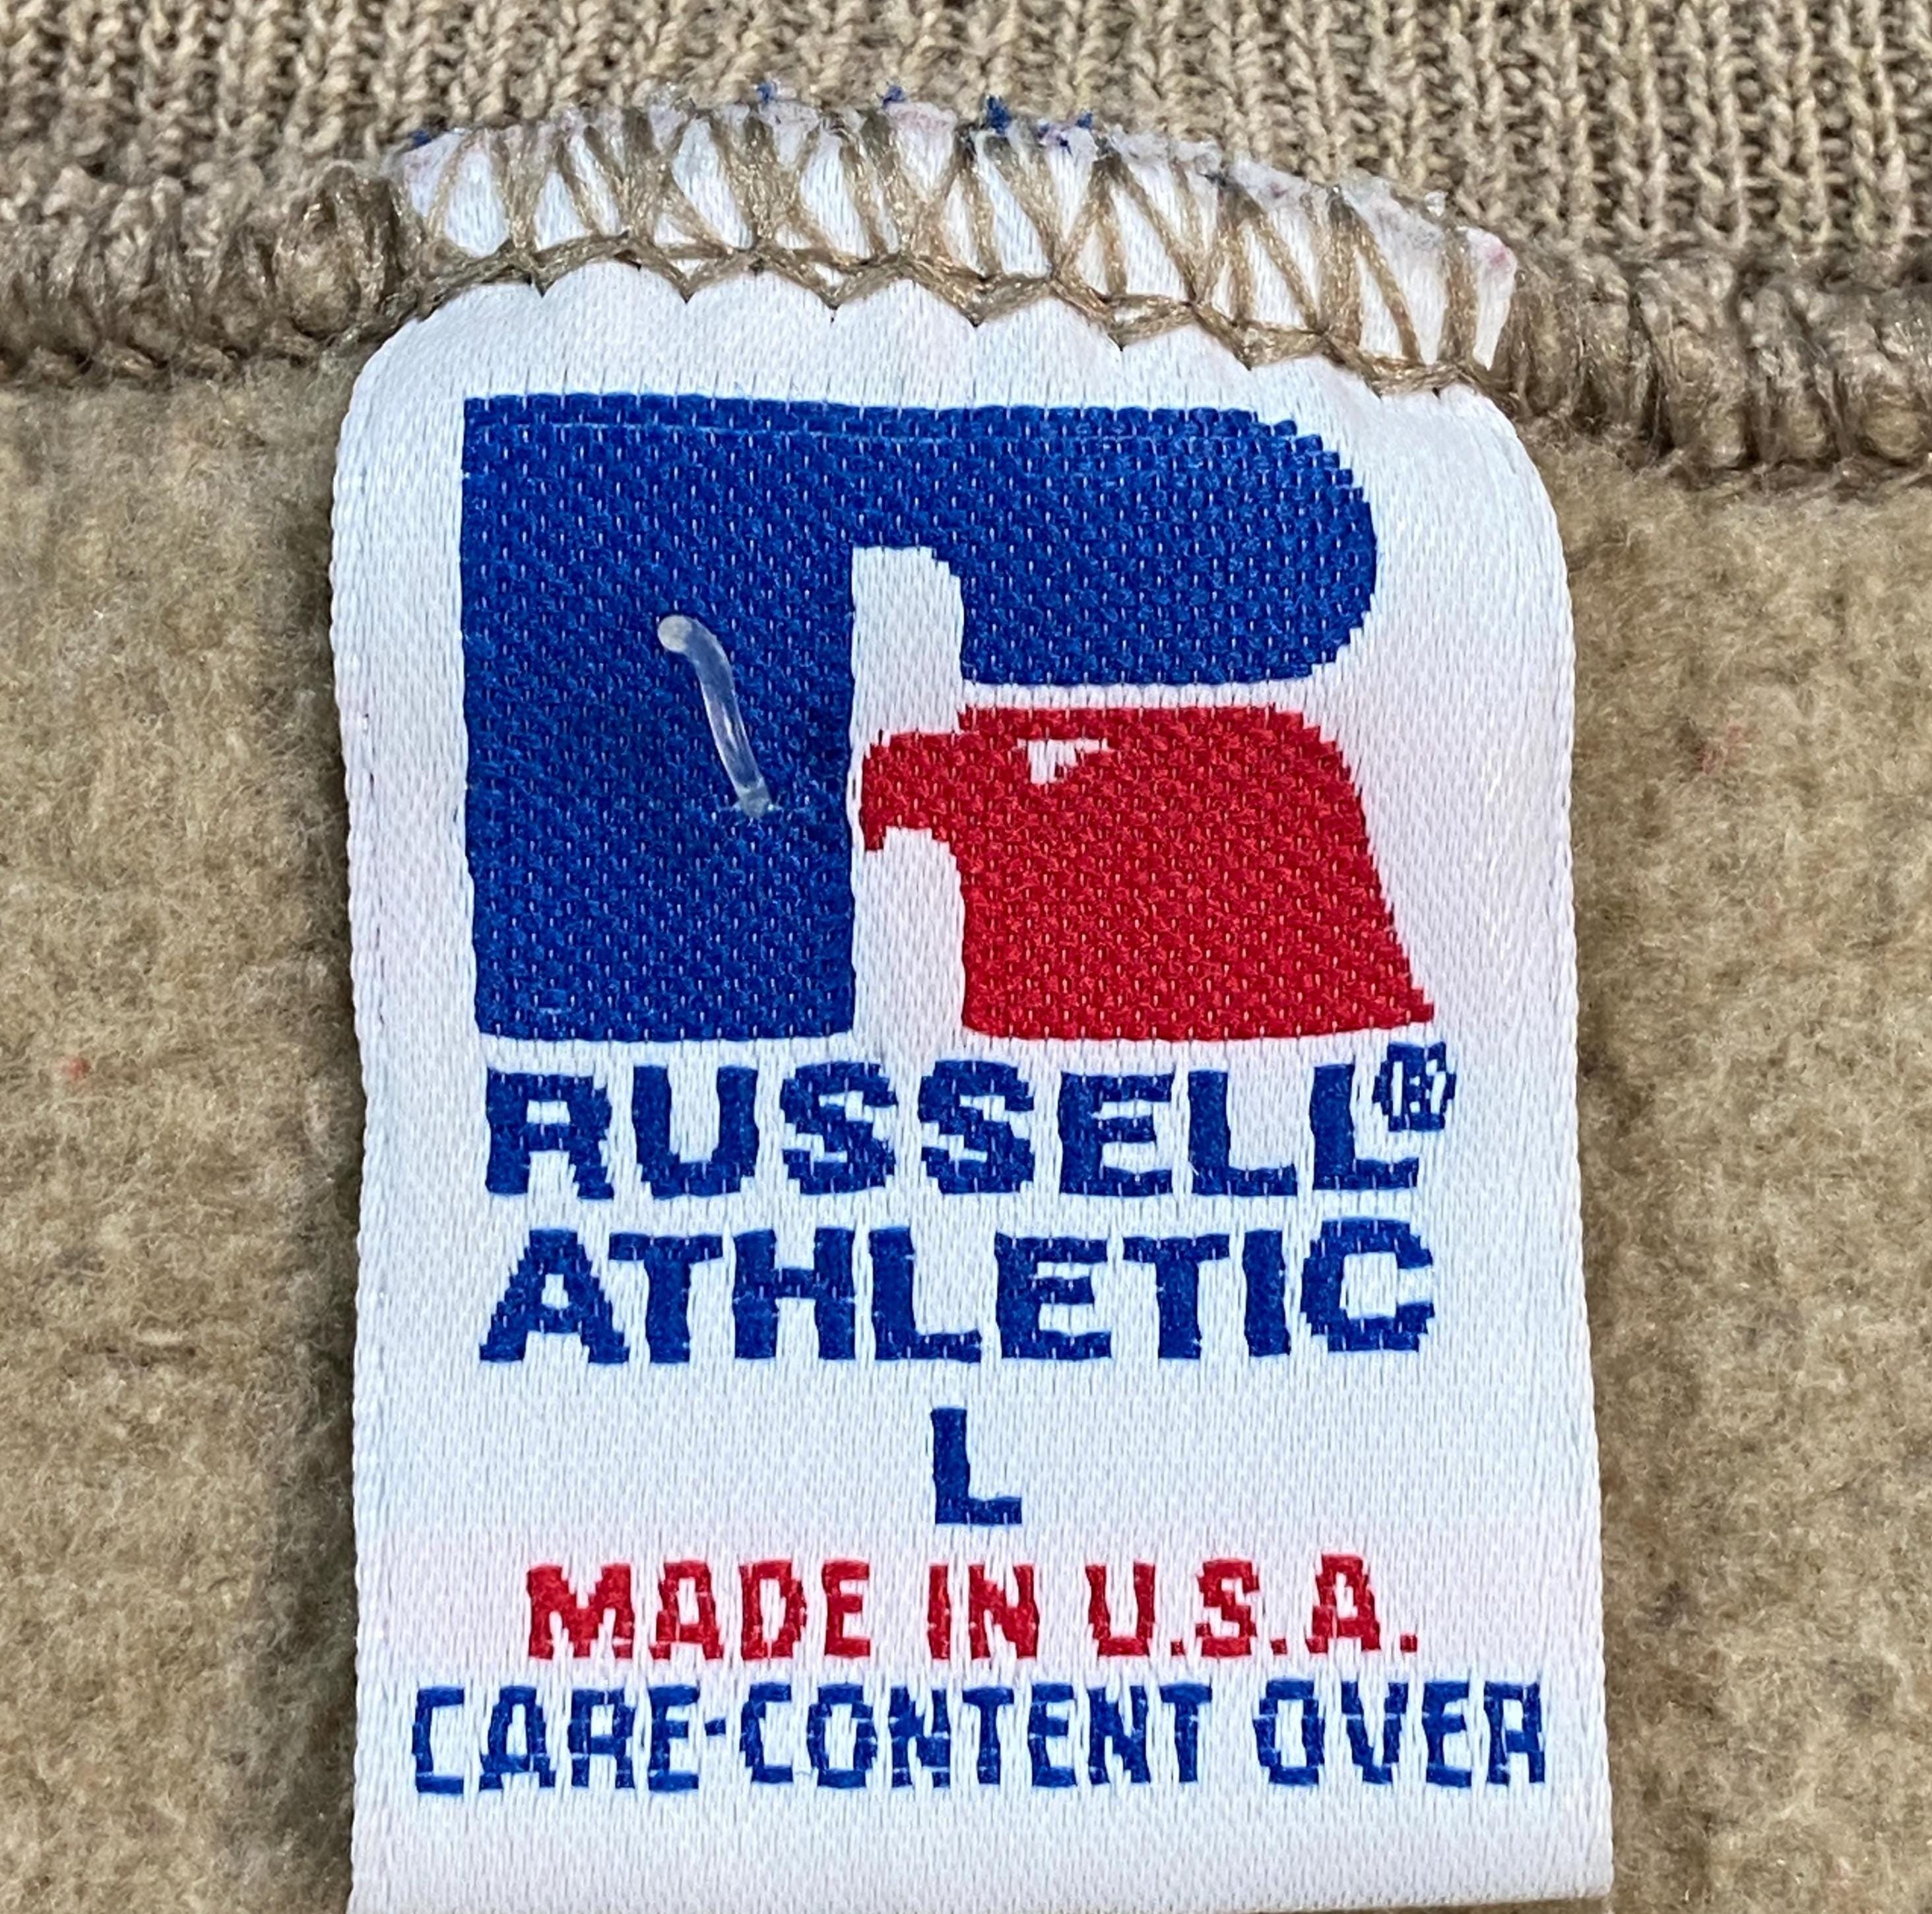 RUSSELL®
ATHLETIC
L
MADE IN U.S.A.
CARE·CONTENT OVER